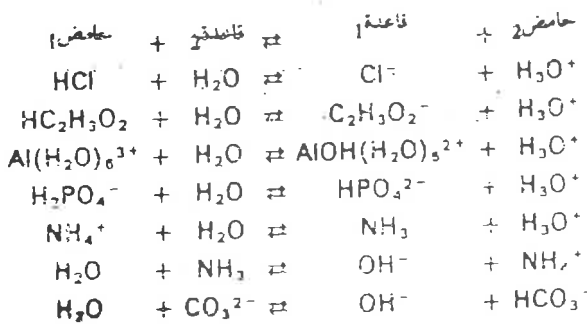 حامض1 + قاعدة2 ⇄ قاعدة1 + حامض2
HCl + H₂O ⇄ Cl⁻ + H₃O⁺
HC₂H₃O₂ + H₂O ⇄ C₂H₃O₂⁻ + H₃O⁺
Al(H₂O)₆³⁺ + H₂O ⇄ AlOH(H₂O)₅²⁺ + H₃O⁺
H₂PO₄⁻ + H₂O ⇄ HPO₄²⁻ + H₃O⁺
NH₄⁺ + H₂O ⇄ NH₃ + H₃O⁺
H₂O + NH₃ ⇄ OH⁻ + NH₄⁺
H₂O + CO₃²⁻ ⇄ OH⁻ + HCO₃⁻